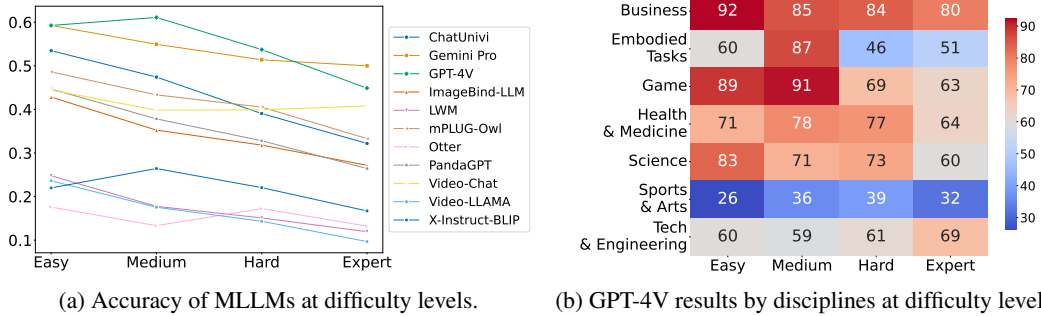 0.6
0.5
0.4
0.3
0.2
0.1
Easy Medium Hard Expert
ChatUnivi
Gemini Pro
GPT-4V
ImageBind-LLM
LWM
mPLUG-Owl
Otter
PandaGPT
Video-Chat
Video-LLAMA
X-Instruct-BLIP
(a) Accuracy of MLLMs at difficulty levels.
Business 92 85 84 80
Embodied
Tasks 60 87 46 51
Game 89 91 69 63
Health
& Medicine 71 78 77 64
Science 83 71 73 60
Sports
& Arts 26 36 39 32
Tech
& Engineering 60 59 61 69
Easy Medium Hard Expert
90
80
70
60
50
40
30
(b) GPT-4V results by disciplines at difficulty level